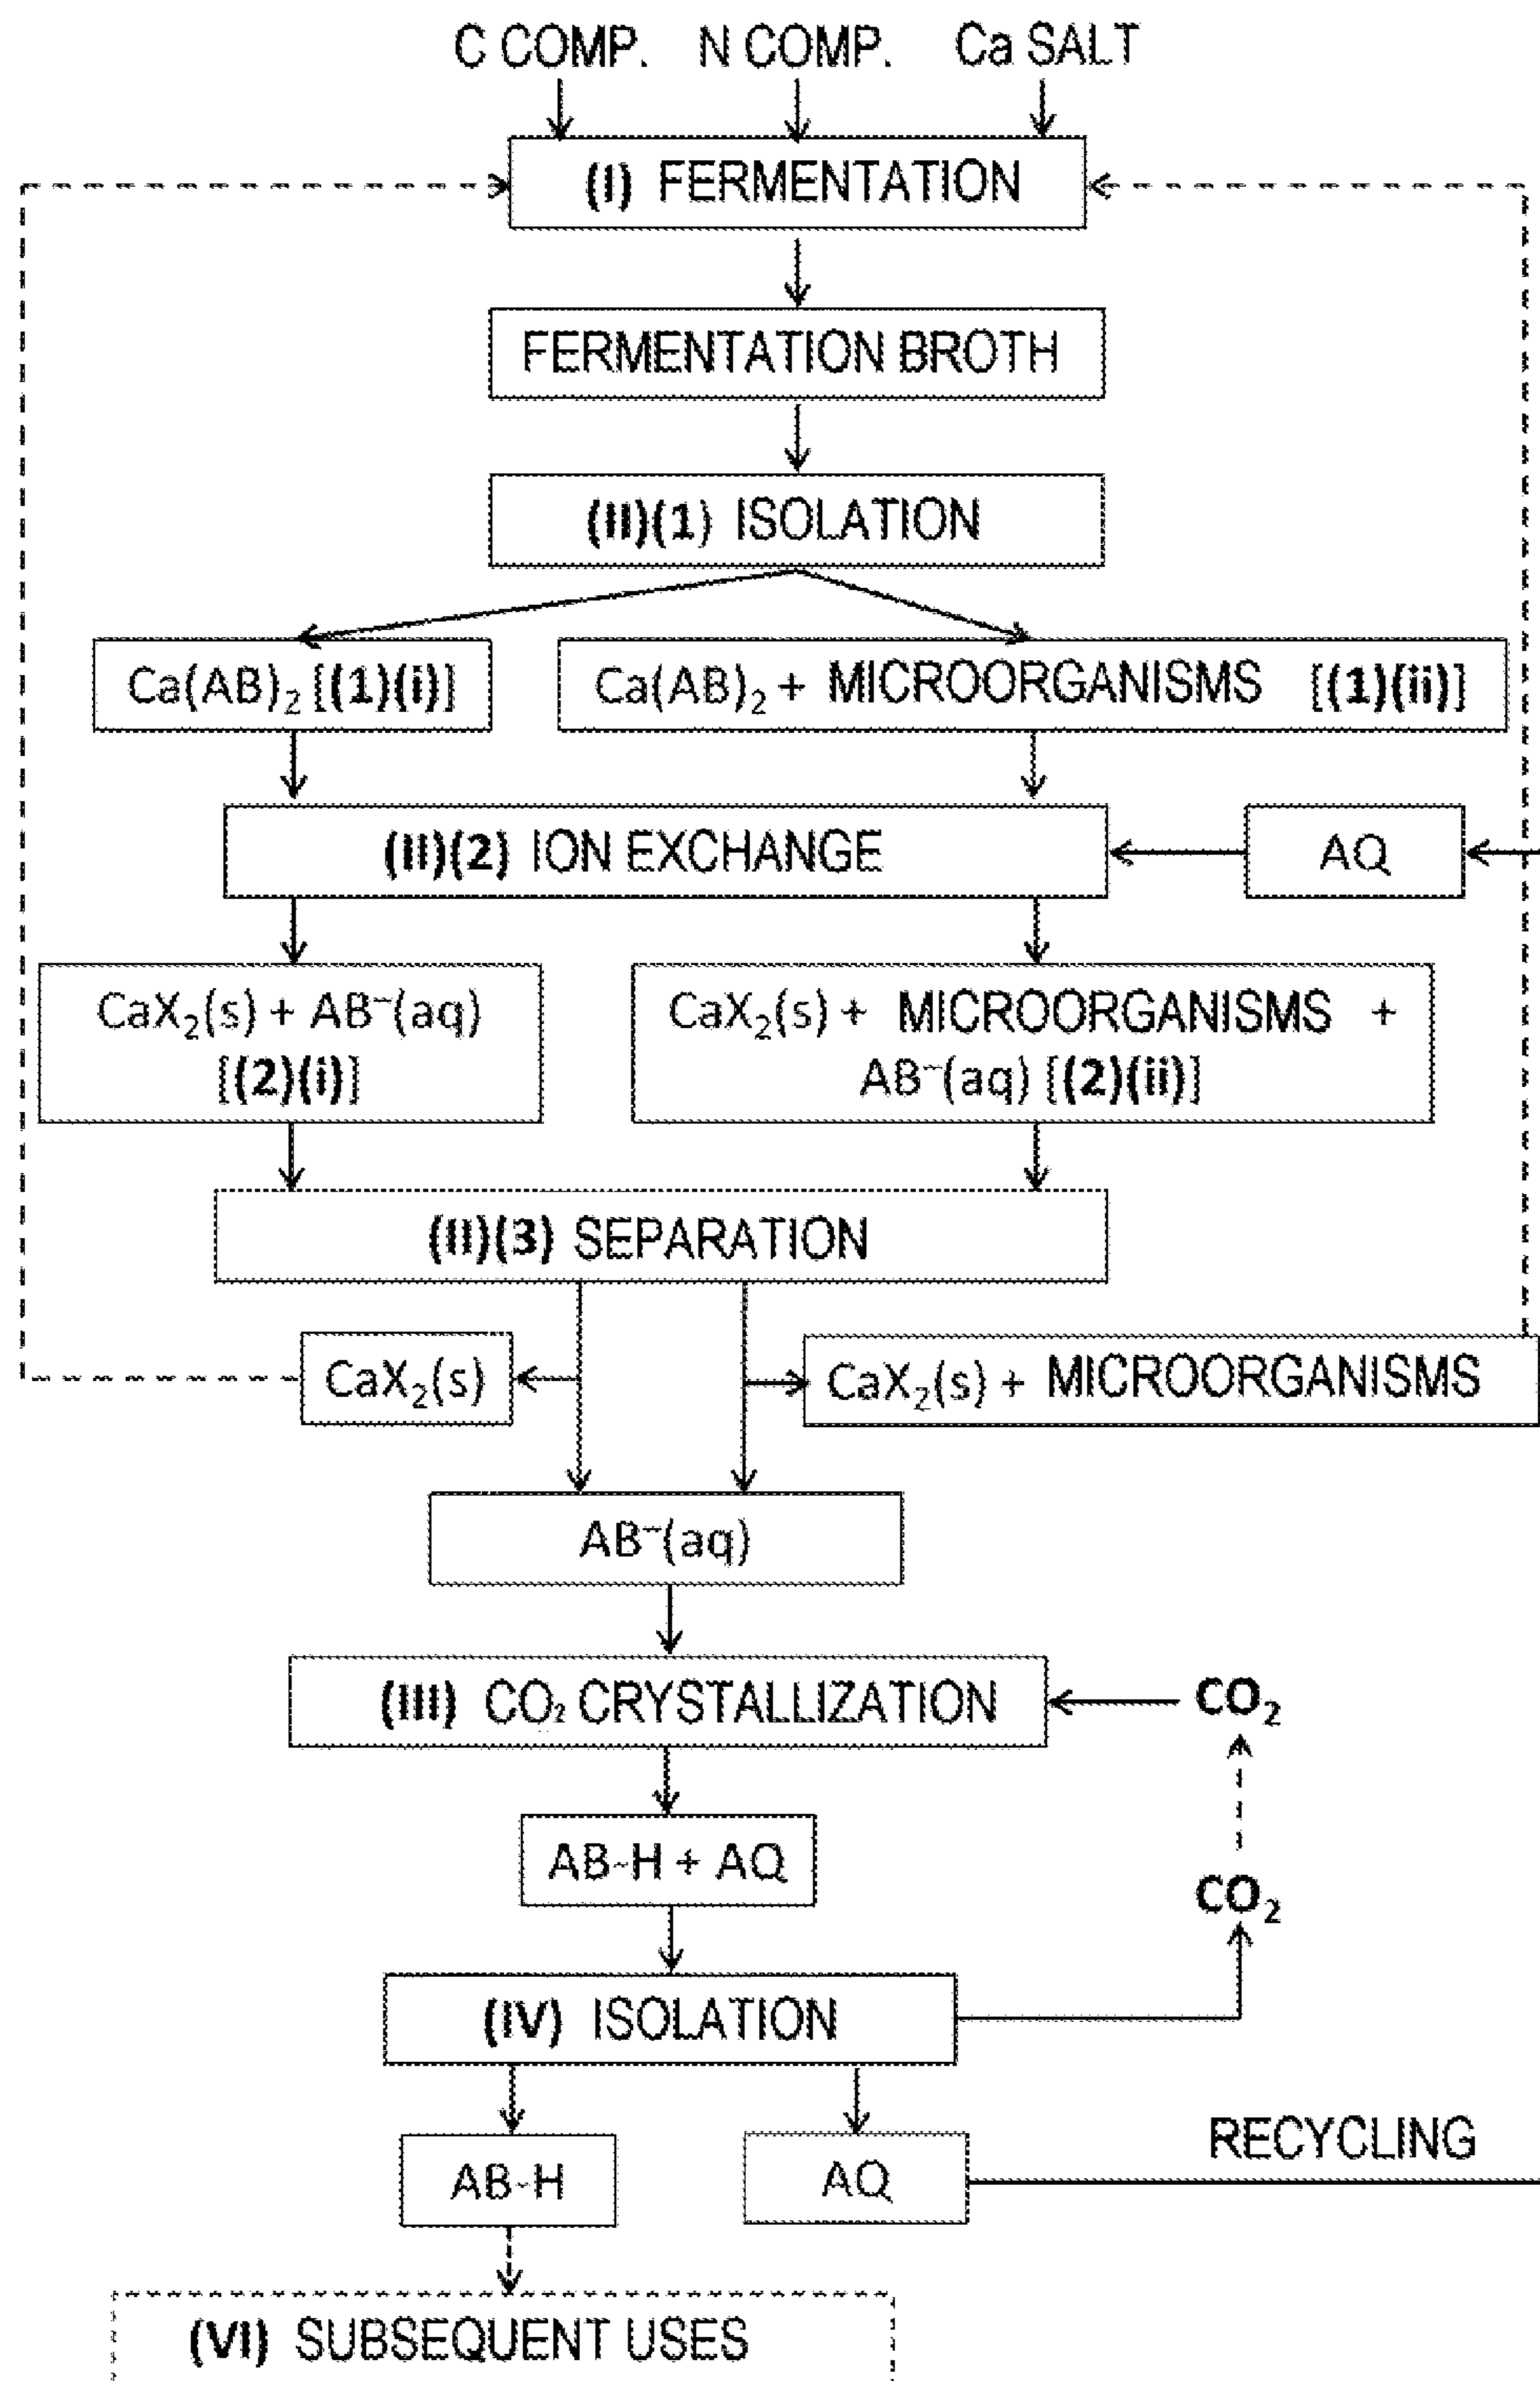 C COMP. N COMP. Ca SALT
(I) FERMENTATION
FERMENTATION BROTH
(II)(1) ISOLATION
Ca(AB)₂ [(1)(i)]
Ca(AB)₂ + MICROORGANISMS [(1)(ii)]
(II)(2) ION EXCHANGE
AQ
CaX₂(s) + AB⁻(aq)
[(2)(i)]
CaX₂(s) + MICROORGANISMS +
AB⁻(aq) [(2)(ii)]
(II)(3) SEPARATION
CaX₂(s)
CaX₂(s) + MICROORGANISMS
AB⁻(aq)
(III) CO₂ CRYSTALLIZATION
CO₂
AB-H + AQ
CO₂
(IV) ISOLATION
RECYCLING
AB-H
AQ
(VI) SUBSEQUENT USES